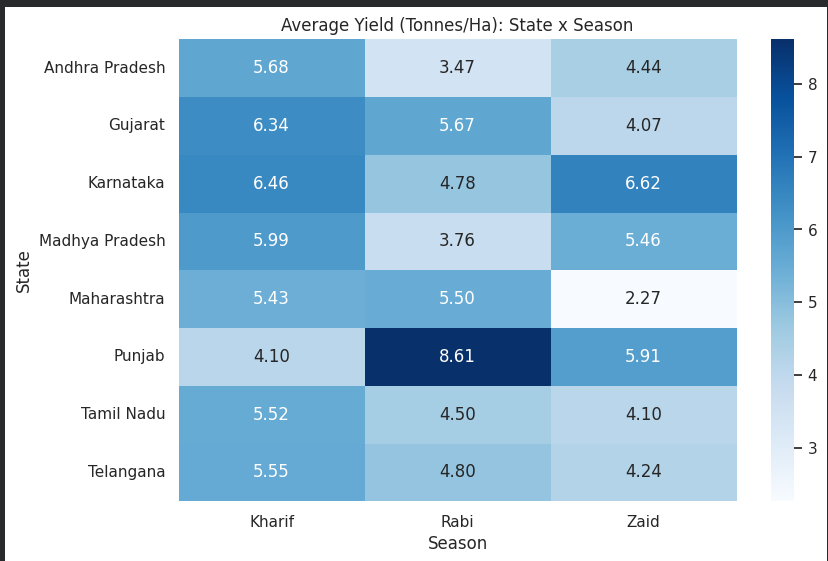 Average Yield (Tonnes/Ha): State x Season
Andhra Pradesh 5.68 3.47 4.44
Gujarat 6.34 5.67 4.07
Karnataka 6.46 4.78 6.62
Madhya Pradesh 5.99 3.76 5.46
Maharashtra 5.43 5.50 2.27
Punjab 4.10 8.61 5.91
Tamil Nadu 5.52 4.50 4.10
Telangana 5.55 4.80 4.24
State
Kharif Rabi Zaid
Season
8
7
6
5
4
3